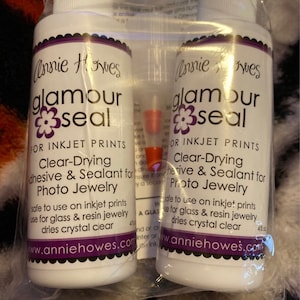 Annie Howes
glamour
seal
FOR INKJET PRINTS
Clear-Drying
Adhesive & Sealant for
Photo Jewelry
safe to use on inkjet prints
use for glass & resin jewelry
dries crystal clear
www.anniehowes.com
Annie Howes
glamour
seal
FOR INKJET PRINTS
Clear-Drying
Adhesive & Sealant for
Photo Jewelry
safe to use on inkjet prints
use for glass & resin jewelry
dries crystal clear
www.anniehowes.com